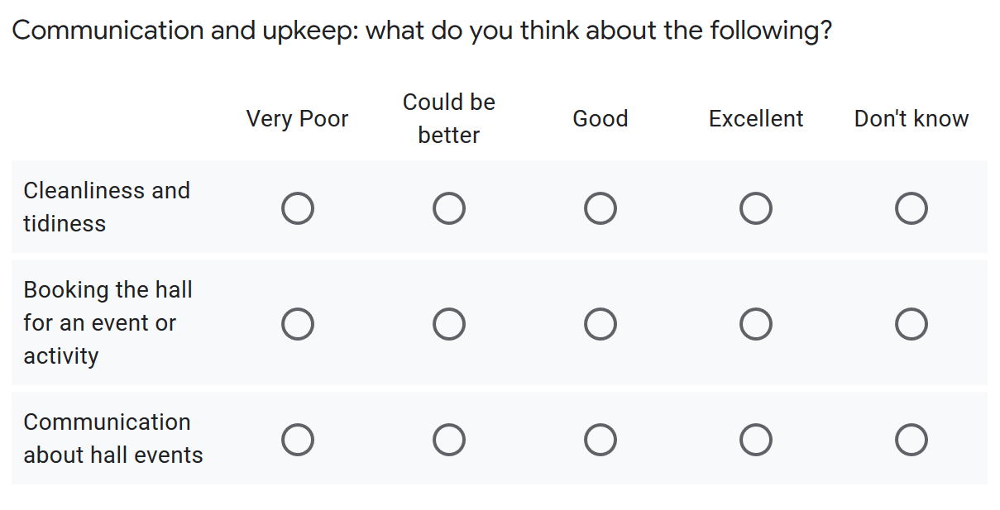 Communication and upkeep: what do you think about the following?
Very Poor
Could be
better
Good
Excellent
Don't know
Cleanliness and
tidiness
Booking the hall
for an event or
activity
Communication
about hall events